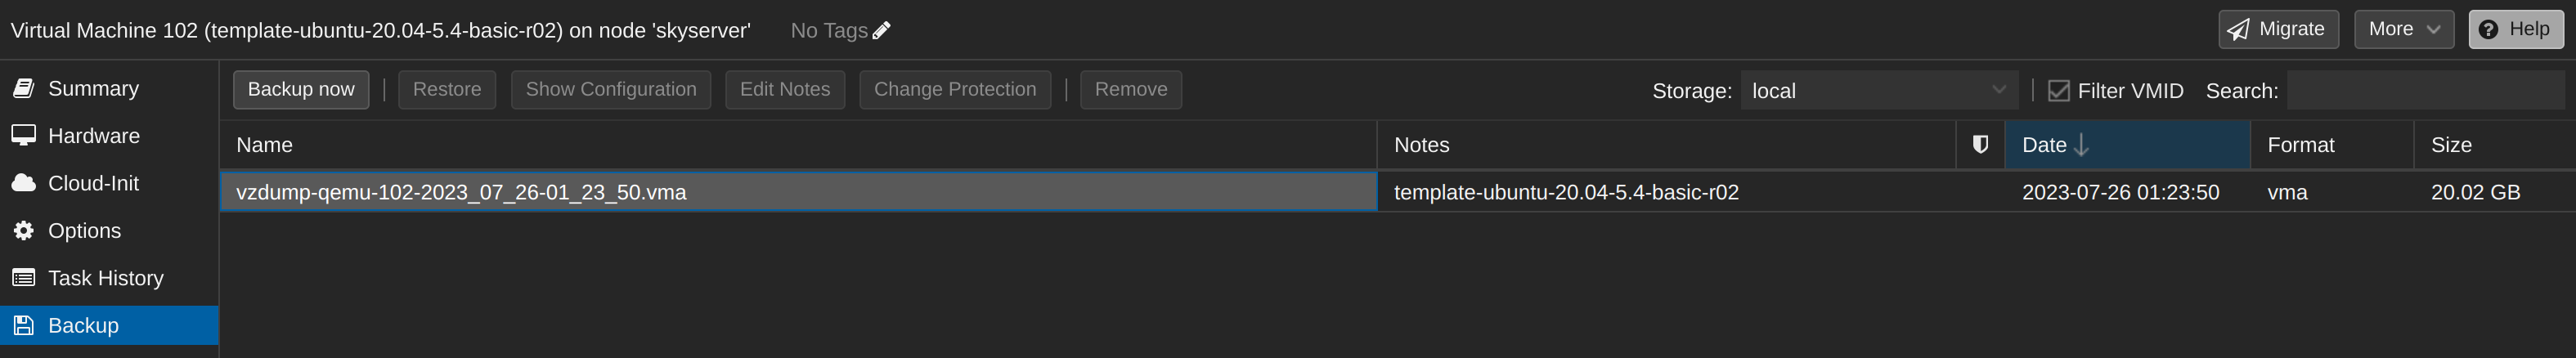 Virtual Machine 102 (template-ubuntu-20.04-5.4-basic-r02) on node 'skyserver' No Tags Migrate More Help
Summary
Hardware
Cloud-Init
Options
Task History
Backup
Backup now Restore Show Configuration Edit Notes Change Protection Remove Storage: local Filter VMID Search:
Name Notes Date Format Size
vzdump-qemu-102-2023_07_26-01_23_50.vma template-ubuntu-20.04-5.4-basic-r02 2023-07-26 01:23:50 vma 20.02 GB